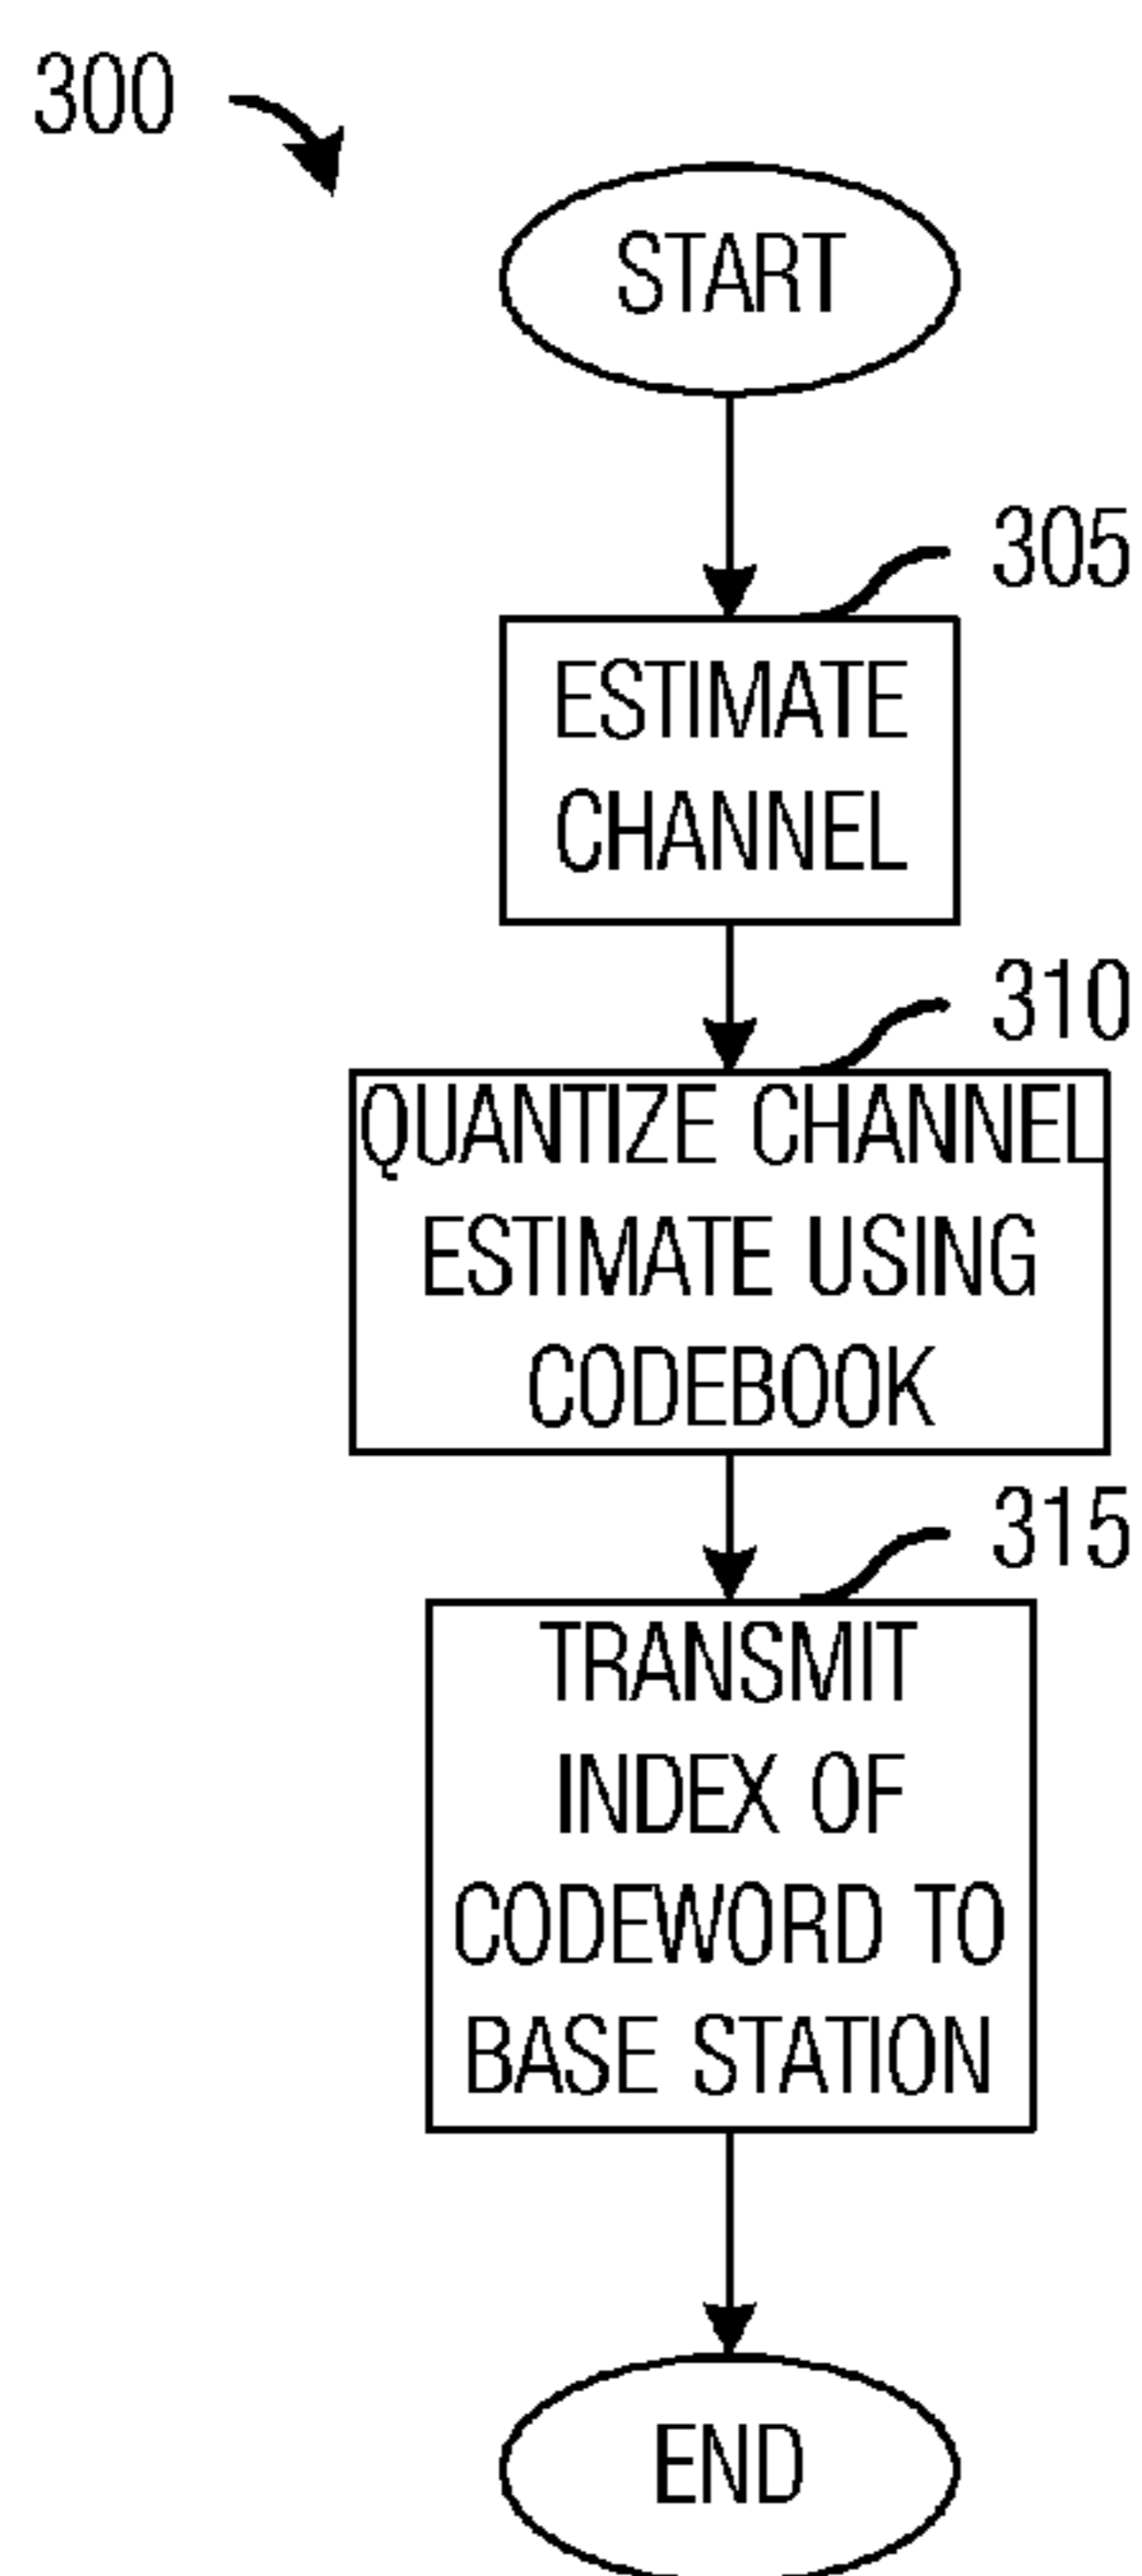 300
START
305
ESTIMATE
CHANNEL
310
QUANTIZE CHANNEL
ESTIMATE USING
CODEBOOK
315
TRANSMIT
INDEX OF
CODEWORD TO
BASE STATION
END